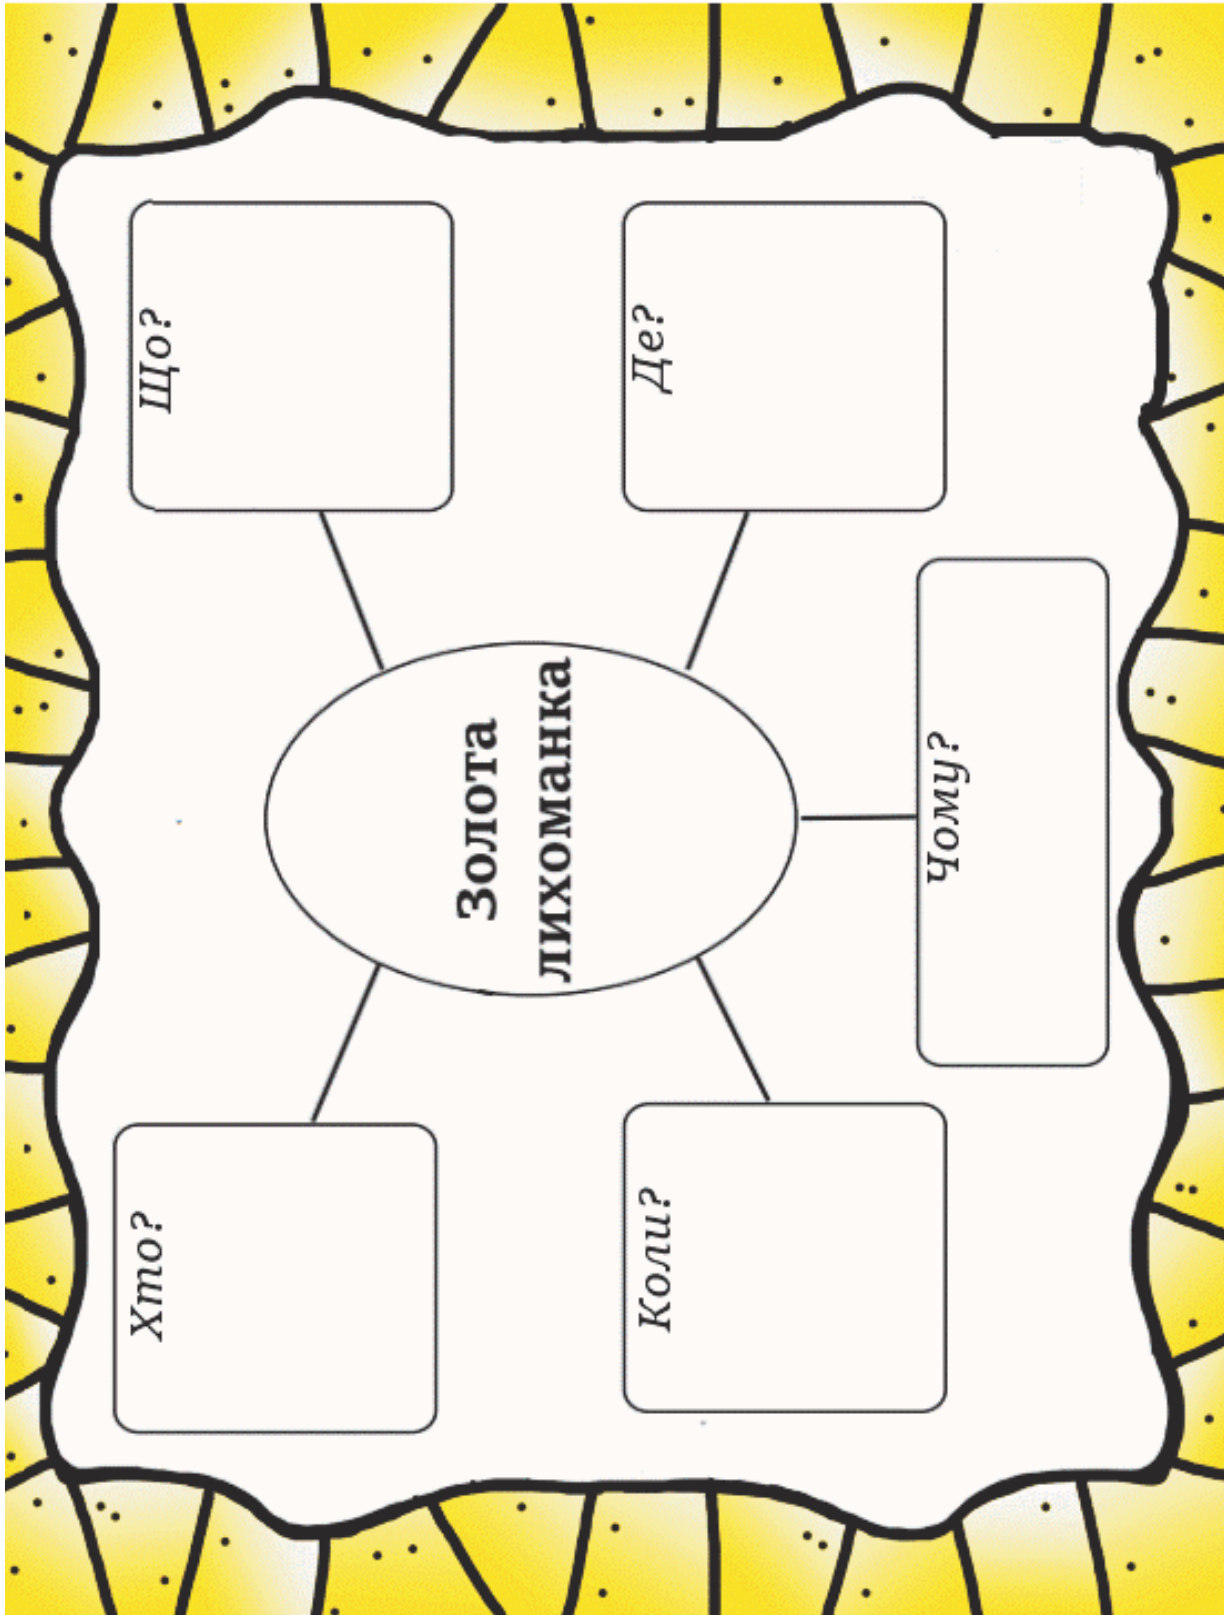 Хто?
Що?
Золота
лихоманка
Коли?
Де?
Чому?